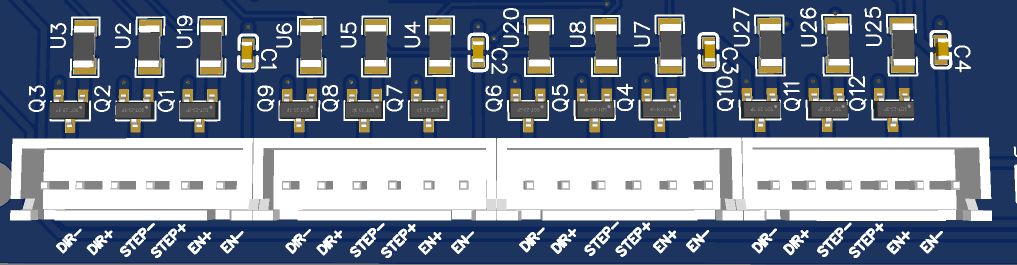 U3 U2 U19 C1 U6 U5 U4 C2 U20 U8 U7 C3 U27 U26 U25 C4
Q3 Q2 Q1 Q9 Q8 Q7 Q6 Q5 Q4 Q10 Q11 Q12
DIR- DIR+ STEP- STEP+ EN+ EN- DIR- DIR+ STEP- STEP+ EN+ EN- DIR- DIR+ STEP- STEP+ EN+ EN- DIR- DIR+ STEP- STEP+ EN+ EN-